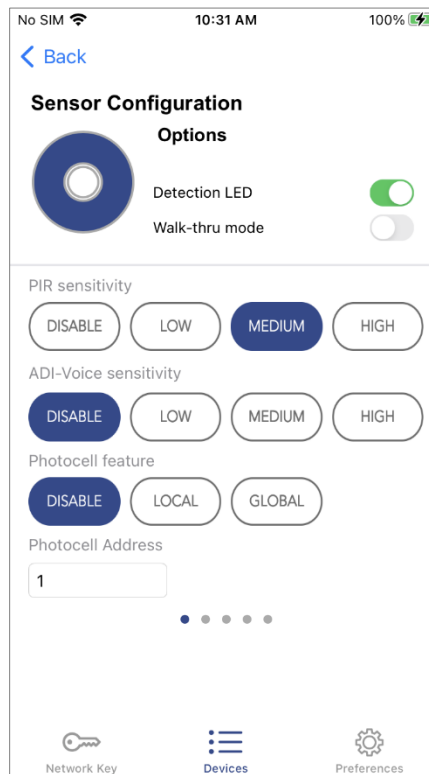 No SIM 10:31 AM 100%
Back
Sensor Configuration
Options
Detection LED
Walk-thru mode
PIR sensitivity
DISABLE LOW MEDIUM HIGH
ADI-Voice sensitivity
DISABLE LOW MEDIUM HIGH
Photocell feature
DISABLE LOCAL GLOBAL
Photocell Address
1
Network Key Devices Preferences